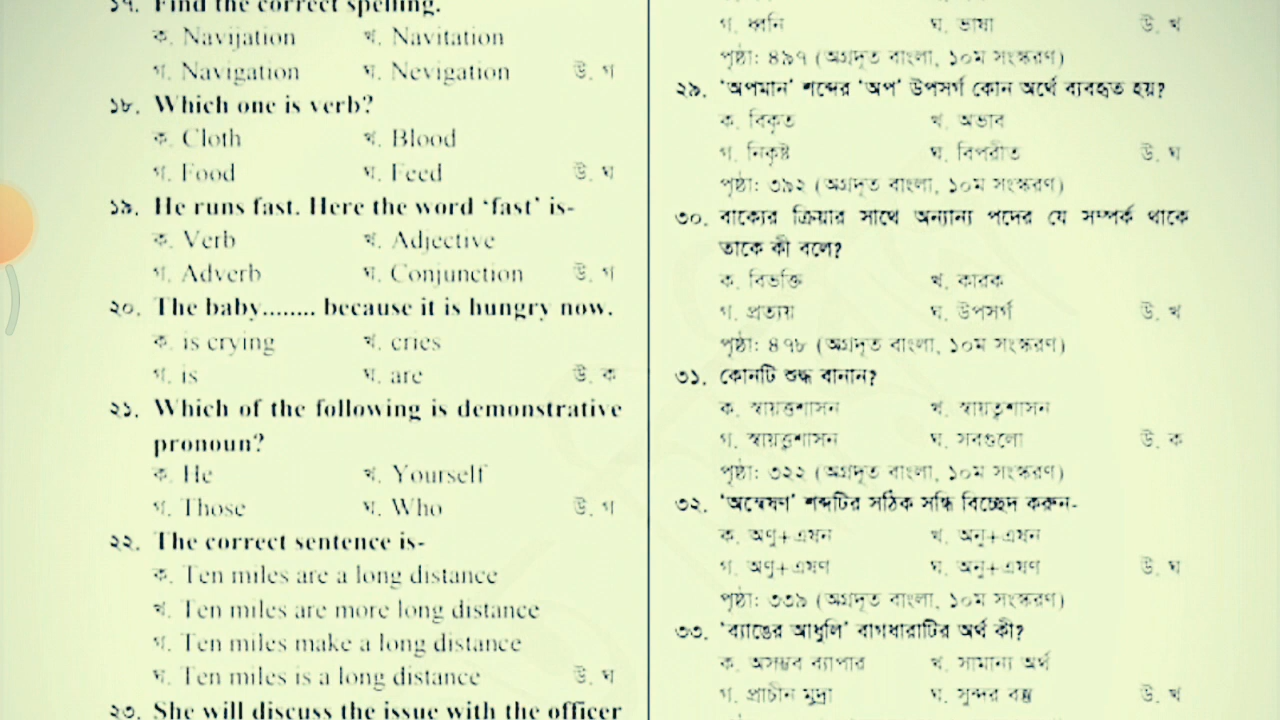 ১৭. Find the correct spelling.
ক. Navijation খ. Navitation
গ. Navigation ঘ. Nevigation উ. গ
১৮. Which one is verb?
ক. Cloth খ. Blood
গ. Food ঘ. Feed উ. ঘ
১৯. He runs fast. Here the word ‘fast’ is-
ক. Verb খ. Adjective
গ. Adverb ঘ. Conjunction উ. গ
২০. The baby........ because it is hungry now.
ক. is crying খ. cries
গ. is ঘ. are উ. ক
২১. Which of the following is demonstrative
pronoun?
ক. He খ. Yourself
গ. Those ঘ. Who উ. গ
২২. The correct sentence is-
ক. Ten miles are a long distance
খ. Ten miles are more long distance
গ. Ten miles make a long distance
ঘ. Ten miles is a long distance উ. ঘ
২৩. She will discuss the issue with the officer
গ. ধ্বনি ঘ. ভাষা উ. খ
পৃষ্ঠা: ৪৯৭ (অগ্রদূত বাংলা, ১০ম সংস্করণ)
২৯. ‘অপমান’ শব্দের ‘অপ’ উপসর্গ কোন অর্থে ব্যবহৃত হয়?
ক. বিকৃত খ. অভাব
গ. নিকৃষ্ট ঘ. বিপরীত উ. ঘ
পৃষ্ঠা: ৩৯২ (অগ্রদূত বাংলা, ১০ম সংস্করণ)
৩০. বাক্যের ক্রিয়ার সাথে অন্যান্য পদের যে সম্পর্ক থাকে
তাকে কী বলে?
ক. বিভক্তি খ. কারক
গ. প্রত্যয় ঘ. উপসর্গ উ. খ
পৃষ্ঠা: ৪৭৮ (অগ্রদূত বাংলা, ১০ম সংস্করণ)
৩১. কোনটি শুদ্ধ বানান?
ক. স্বায়ত্তশাসন খ. স্বায়ত্বশাসন
গ. ঘ. সবগুলো উ. ক
পৃষ্ঠা: ৩২২ (অগ্রদূত বাংলা, ১০ম সংস্করণ)
৩২. ‘অন্বেষণ’ শব্দটির সঠিক সন্ধি বিচ্ছেদ করুন-
ক. অণু+এষন খ. অনু+এষন
গ. অণু+এষণ ঘ. অনু+এষণ উ. ঘ
পৃষ্ঠা: ৩৩৯ (অগ্রদূত বাংলা, ১০ম সংস্করণ)
৩৩. ‘ব্যাঙের আধুলি’ বাগধারাটির অর্থ কী?
ক. অসম্ভব ব্যাপার খ. সামান্য অর্থ
গ. প্রাচীন মুদ্রা ঘ. সুন্দর বস্তু উ. খ